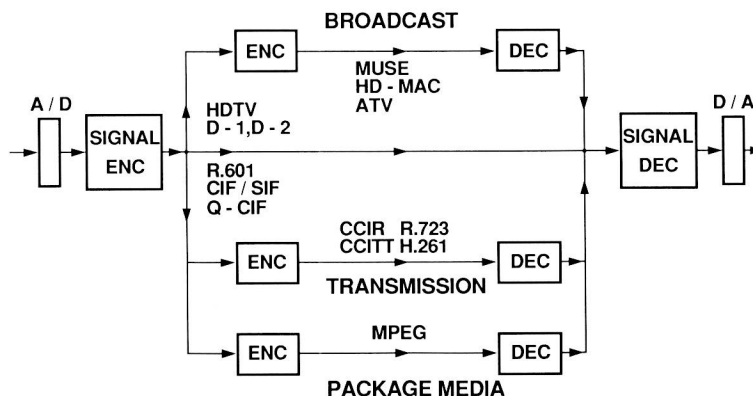 BROADCAST
ENC
DEC
MUSE
HD - MAC
ATV
A / D
HDTV
D - 1,D - 2
D / A
SIGNAL
ENC
SIGNAL
DEC
R.601
CIF / SIF
Q - CIF
CCIR R.723
CCITT H.261
ENC
DEC
TRANSMISSION
MPEG
ENC
DEC
PACKAGE MEDIA